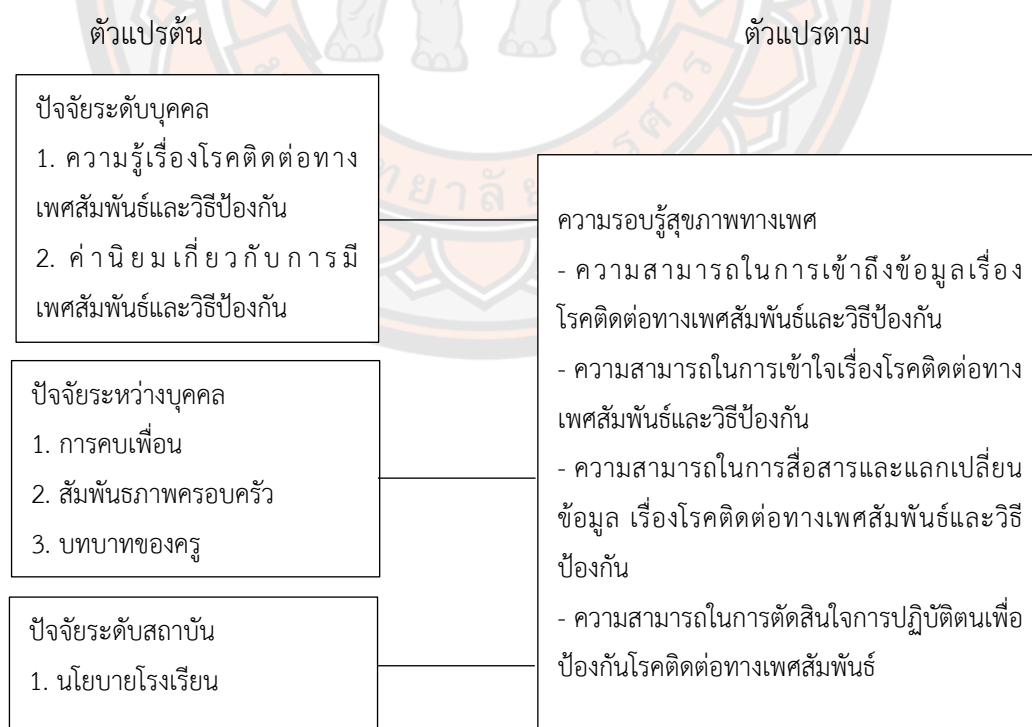 ตัวแปรต้น
ตัวแปรตาม
ปัจจัยระดับบุคคล
1. ความรู้เรื่องโรคติดต่อทาง
เพศสัมพันธ์และวิธีป้องกัน
2. ค่านิยมเกี่ยวกับการมี
เพศสัมพันธ์และวิธีป้องกัน
ปัจจัยระหว่างบุคคล
1. การคบเพื่อน
2. สัมพันธภาพครอบครัว
3. บทบาทของครู
ปัจจัยระดับสถาบัน
1. นโยบายโรงเรียน
ความรอบรู้สุขภาพทางเพศ
- ความสามารถในการเข้าถึงข้อมูลเรื่อง
โรคติดต่อทางเพศสัมพันธ์และวิธีป้องกัน
- ความสามารถในการเข้าใจเรื่องโรคติดต่อทาง
เพศสัมพันธ์และวิธีป้องกัน
- ความสามารถในการสื่อสารและแลกเปลี่ยน
ข้อมูล เรื่องโรคติดต่อทางเพศสัมพันธ์และวิธี
ป้องกัน
- ความสามารถในการตัดสินใจการปฏิบัติตนเพื่อ
ป้องกันโรคติดต่อทางเพศสัมพันธ์